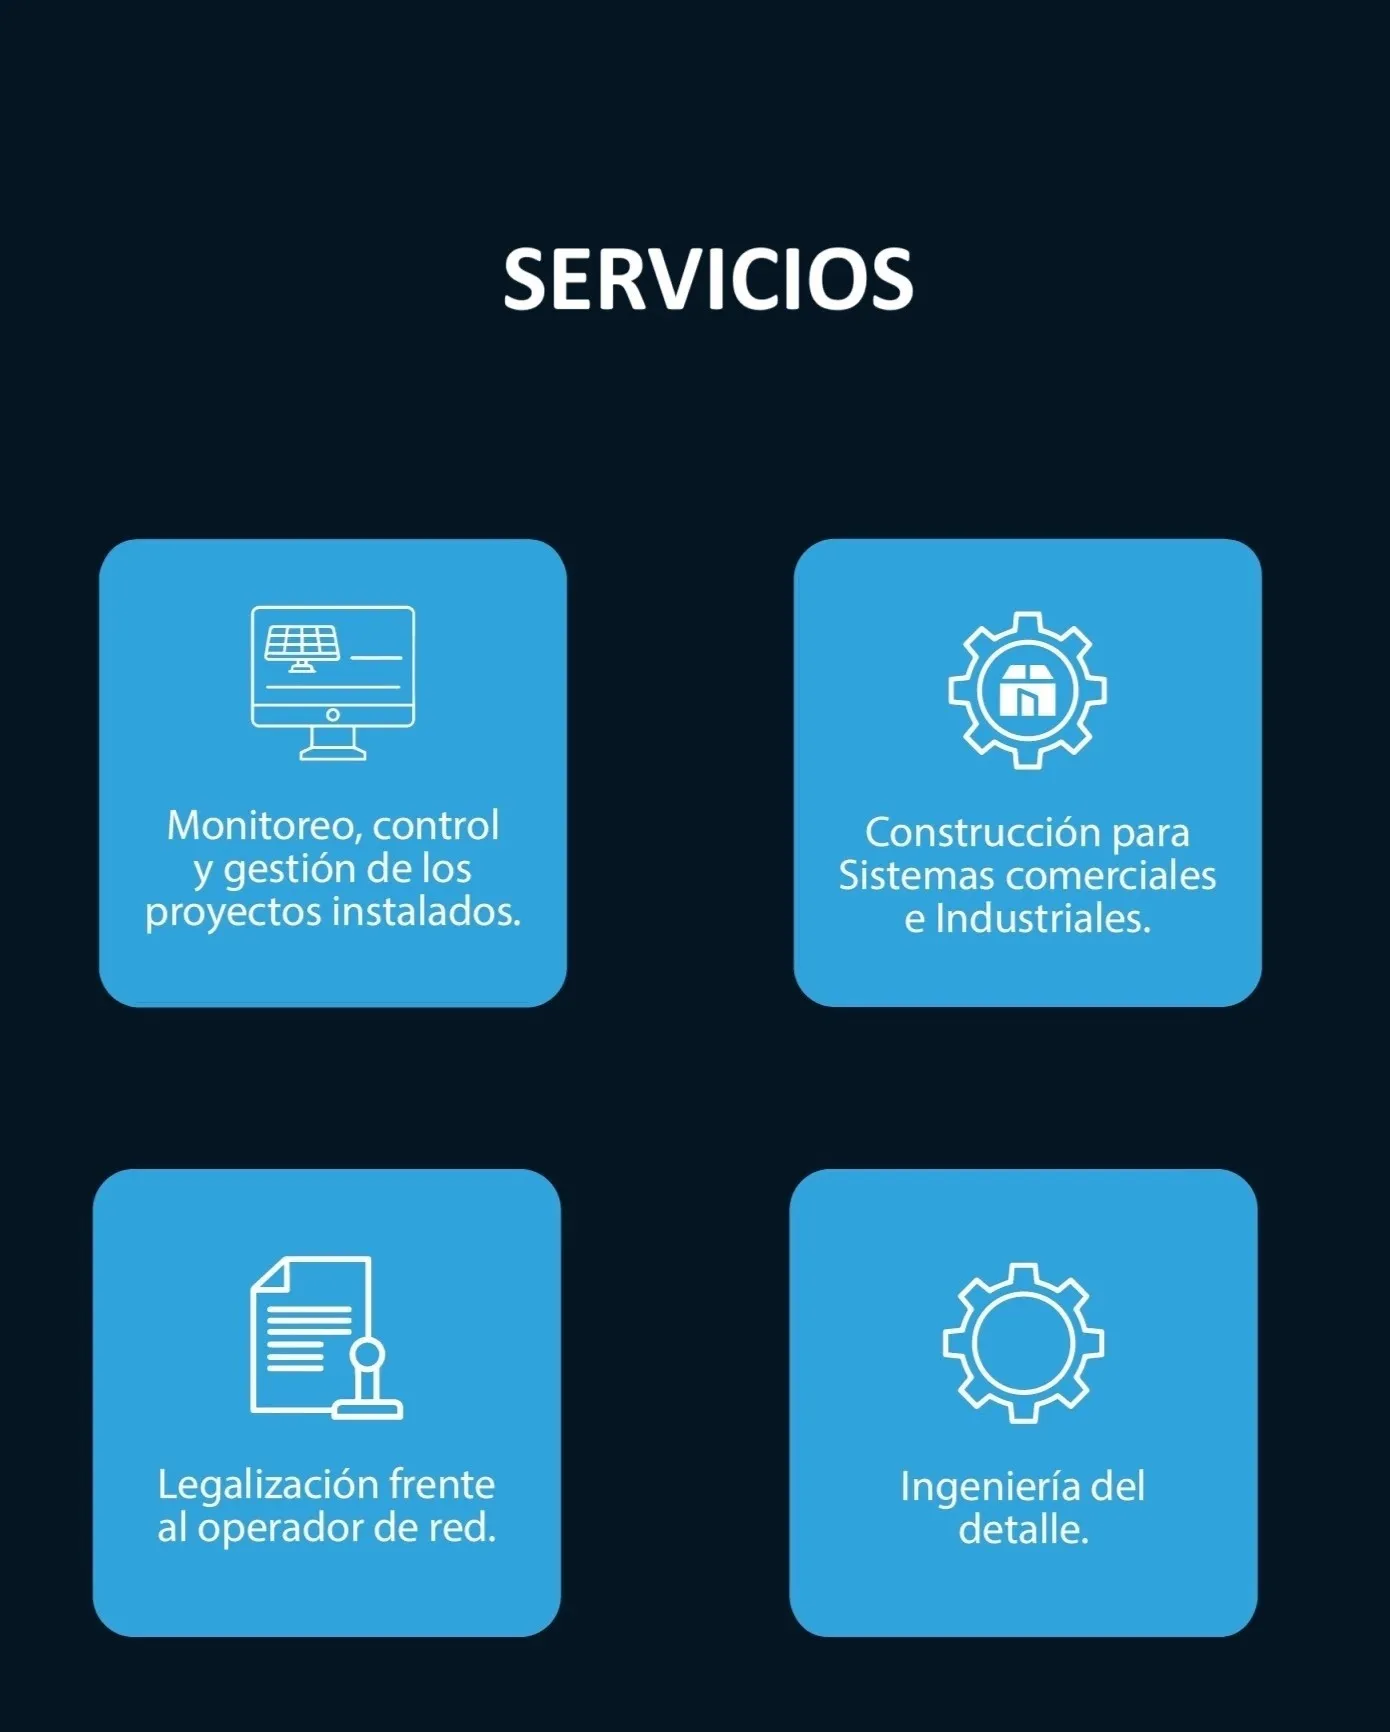 SERVICIOS
Monitoreo, control
y gestión de los
proyectos instalados.
Construcción para
Sistemas comerciales
e Industriales.
Legalización frente
al operador de red.
Ingeniería del
detalle.